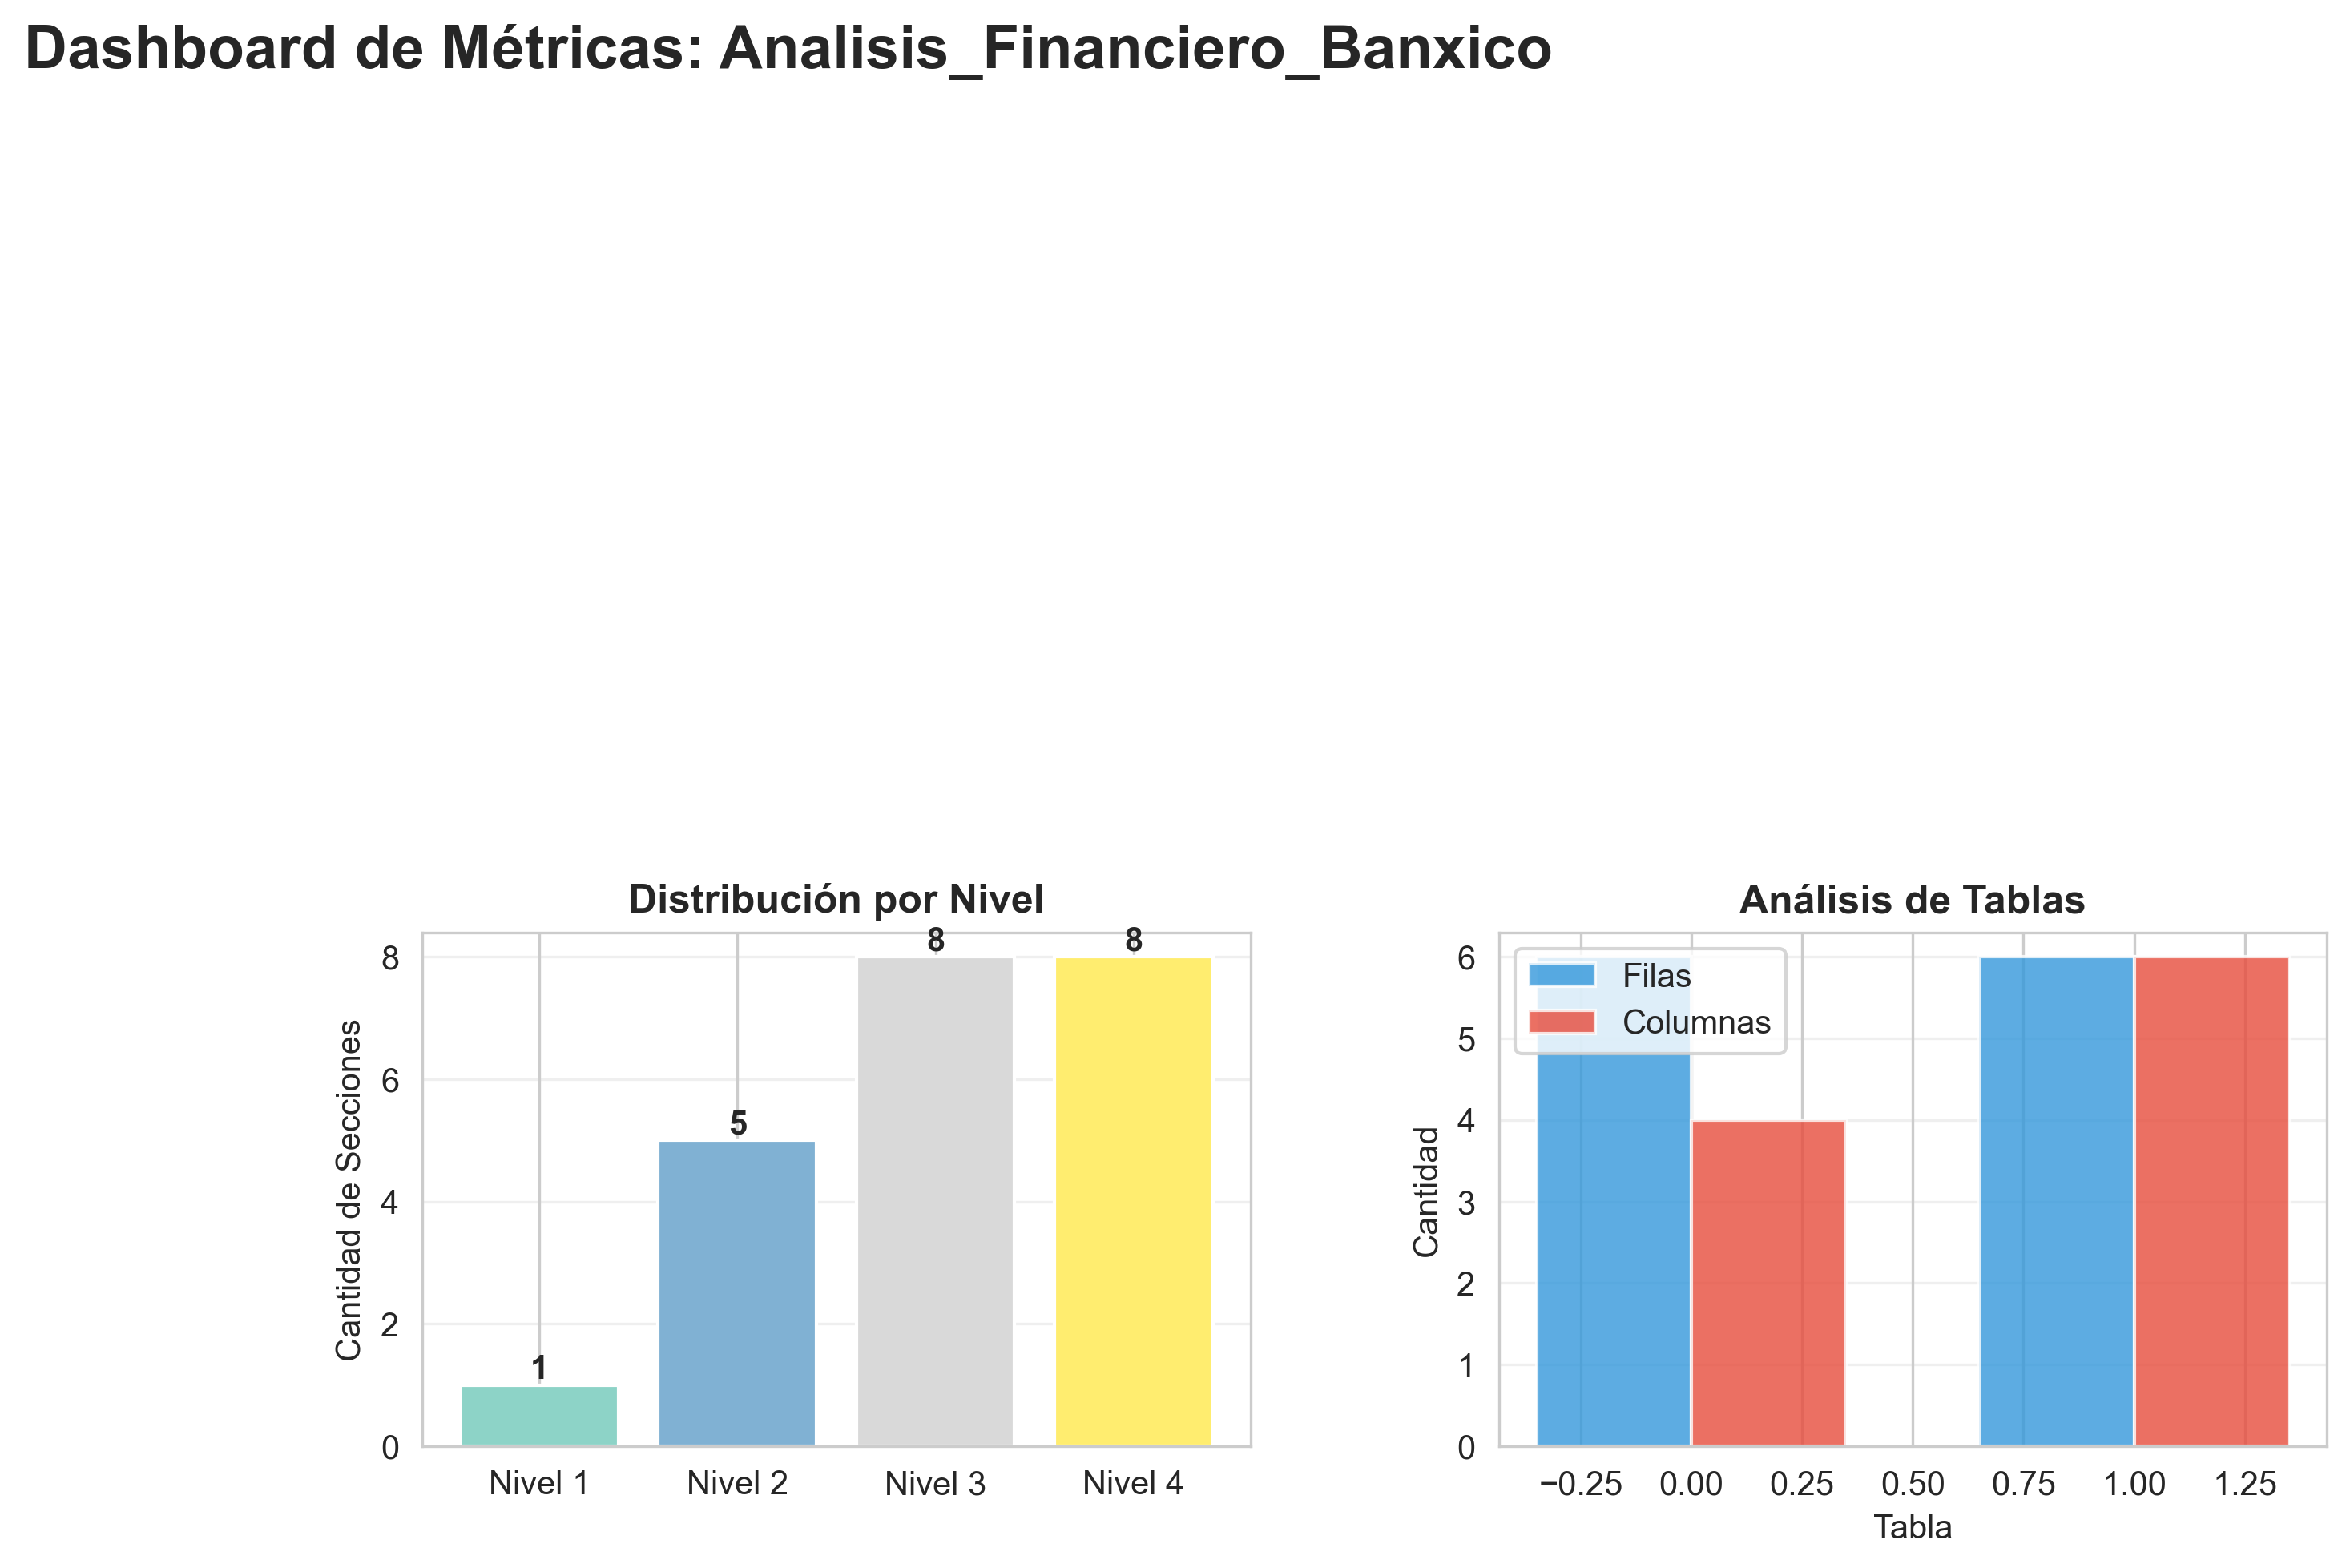 Dashboard de Métricas: Analisis_Financiero_Banxico
Distribución por Nivel
Cantidad de Secciones
8
6
4
2
0
1
5
8
8
Nivel 1
Nivel 2
Nivel 3
Nivel 4
Análisis de Tablas
Filas
Columnas
Cantidad
6
5
4
3
2
1
0
−0.25
0.00
0.25
0.50
0.75
1.00
1.25
Tabla